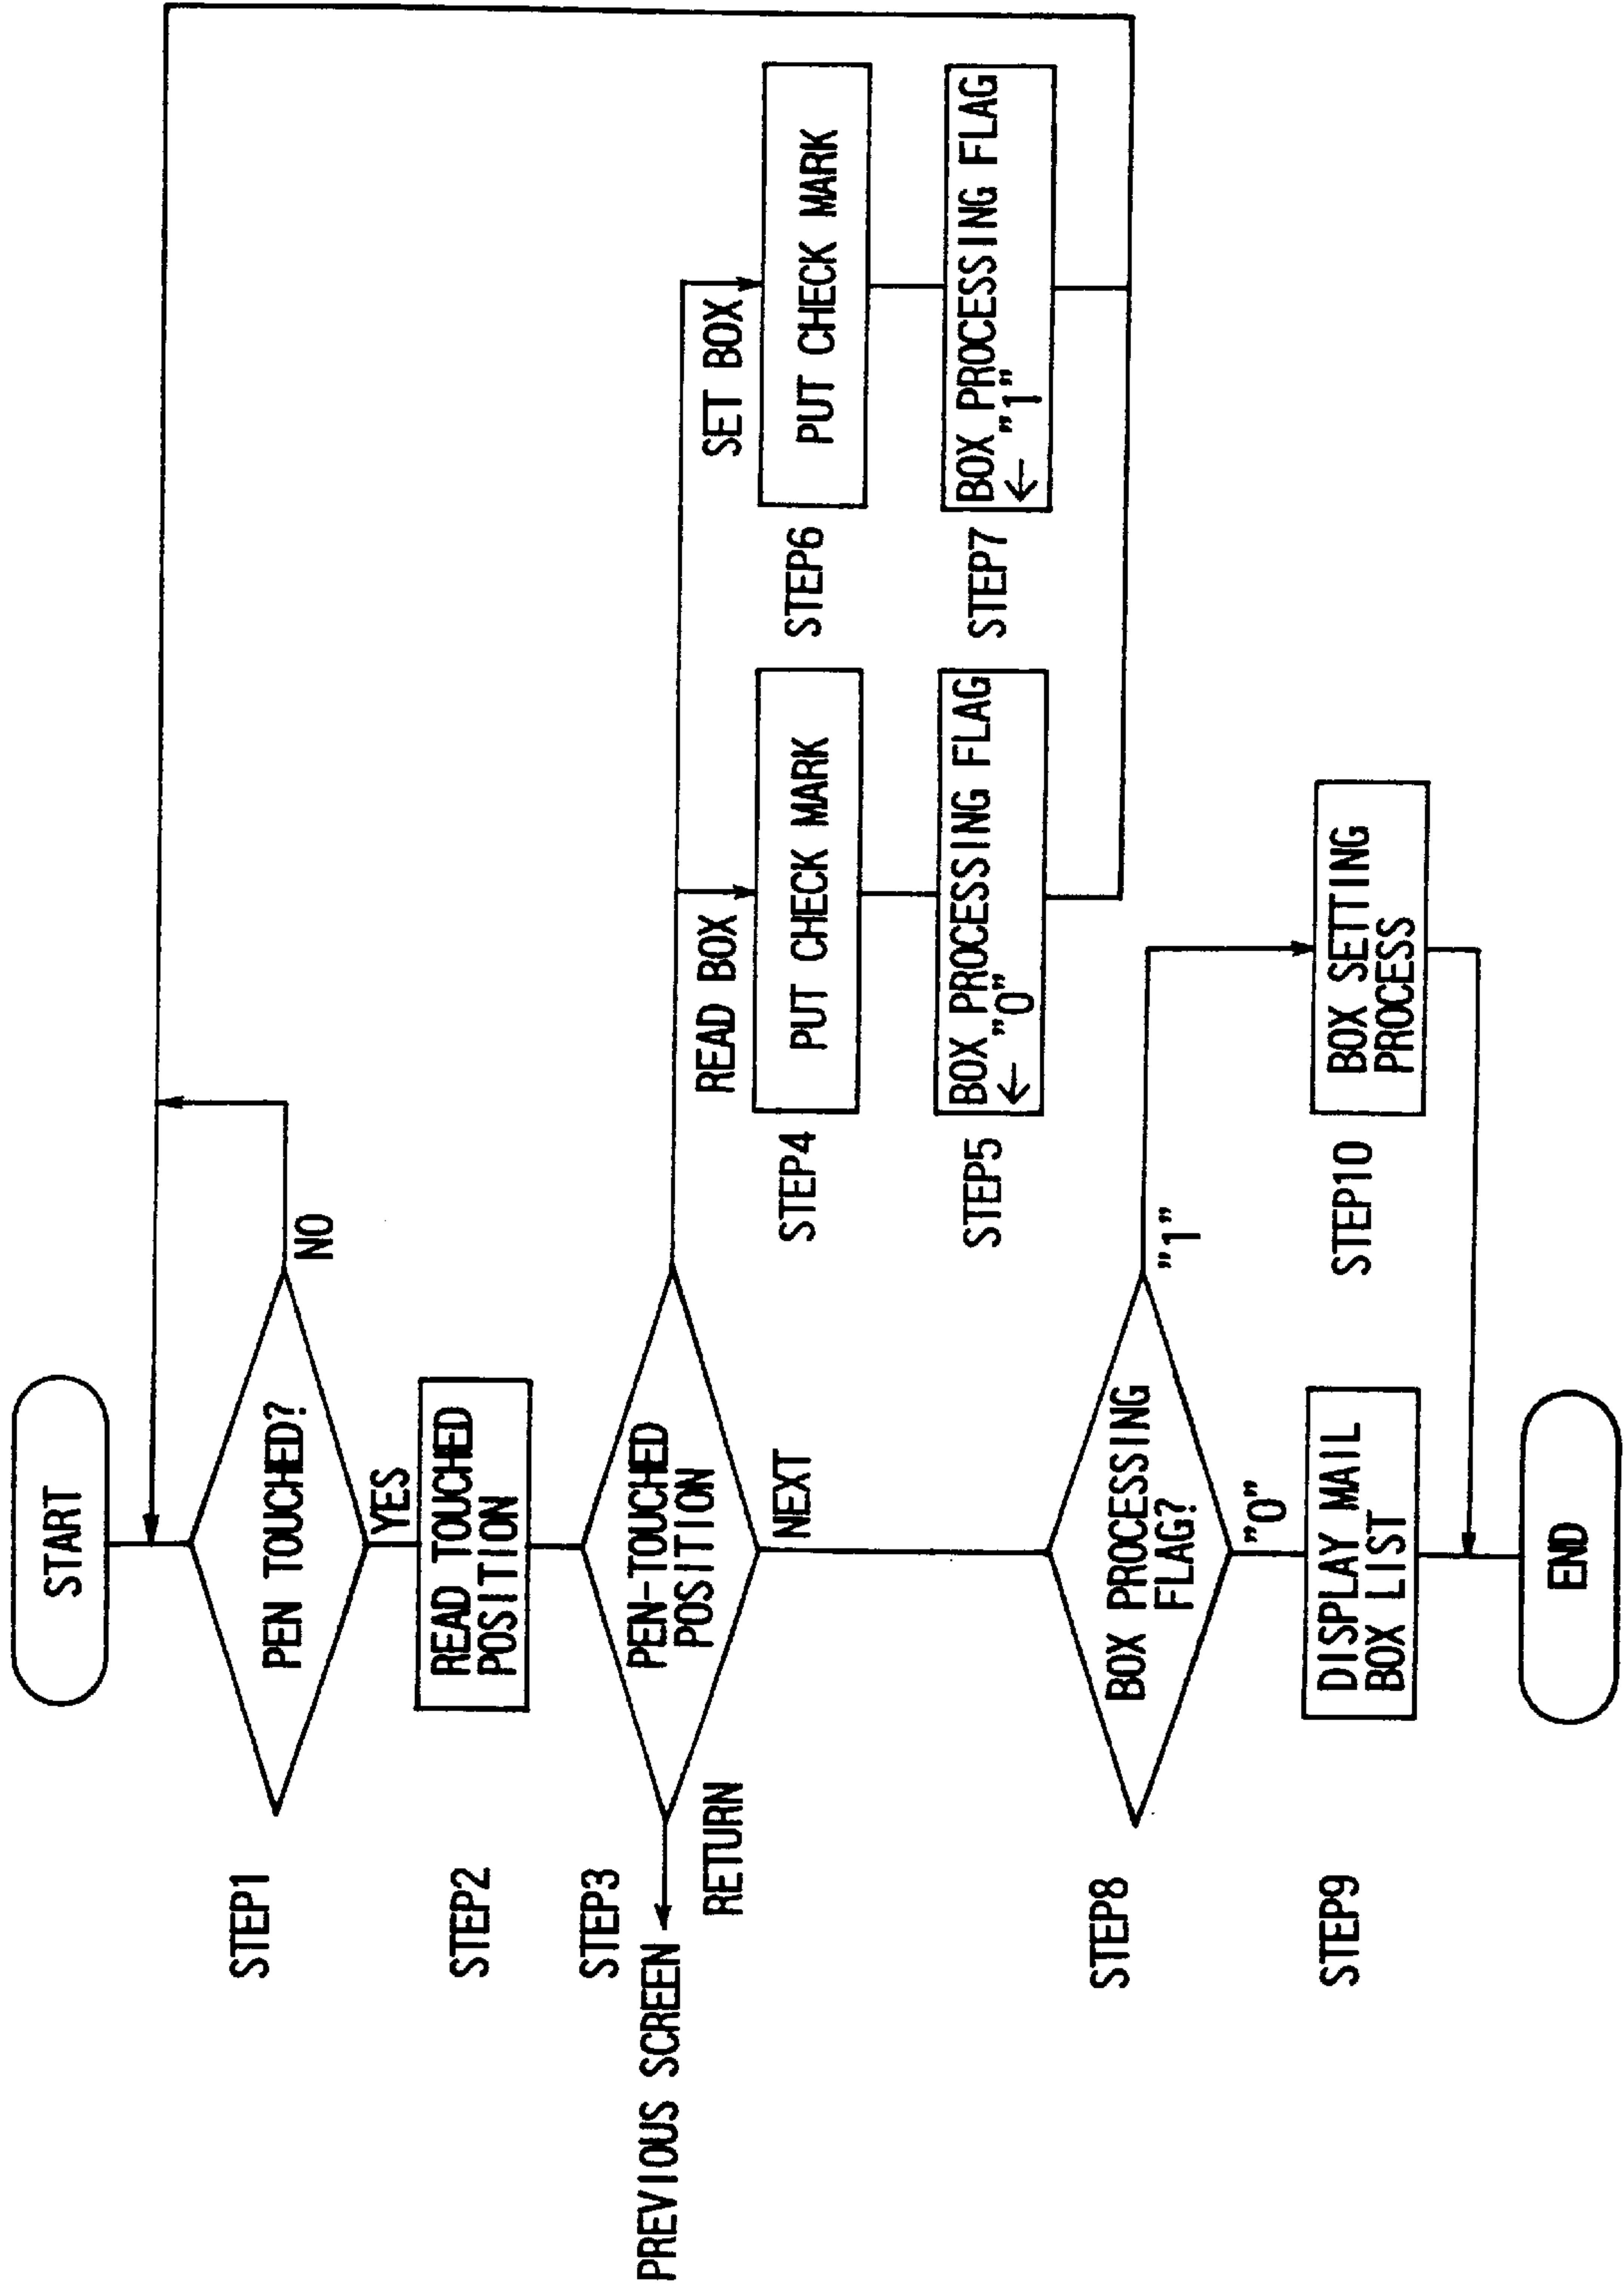 START
STEP1
PEN TOUCHED?
NO
YES
STEP2
READ TOUCHED
POSITION
STEP3
PEN-TOUCHED
POSITION
PREVIOUS SCREEN
RETURN
NEXT
READ BOX
SET BOX
STEP4
PUT CHECK MARK
STEP6
PUT CHECK MARK
STEP5
BOX PROCESSING FLAG
← "0"
STEP7
BOX PROCESSING FLAG
← "1"
STEP8
BOX PROCESSING
FLAG?
"1"
"0"
STEP9
DISPLAY MAIL
BOX LIST
STEP10
BOX SETTING
PROCESS
END